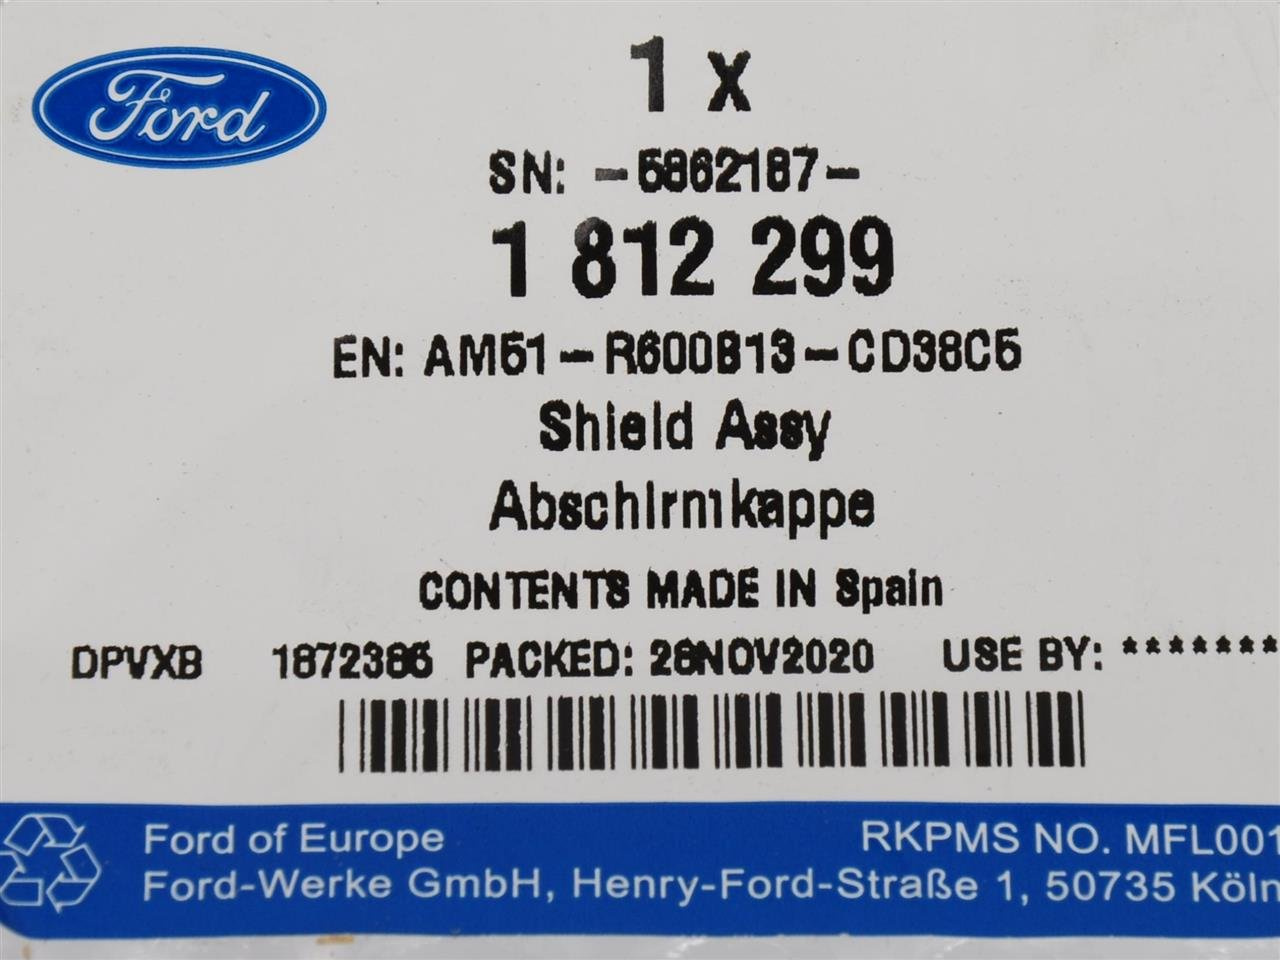 Ford
1 x
SN: -5862187-
1 812 299
EN: AM51-R600B13-CD38C5
Shield Assy
Abschirmkappe
CONTENTS MADE IN Spain
DPVXB 1872386 PACKED: 26NOV2020 USE BY: *******
Ford of Europe RKPMS NO. MFL001
Ford-Werke GmbH, Henry-Ford-Straße 1, 50735 Köln